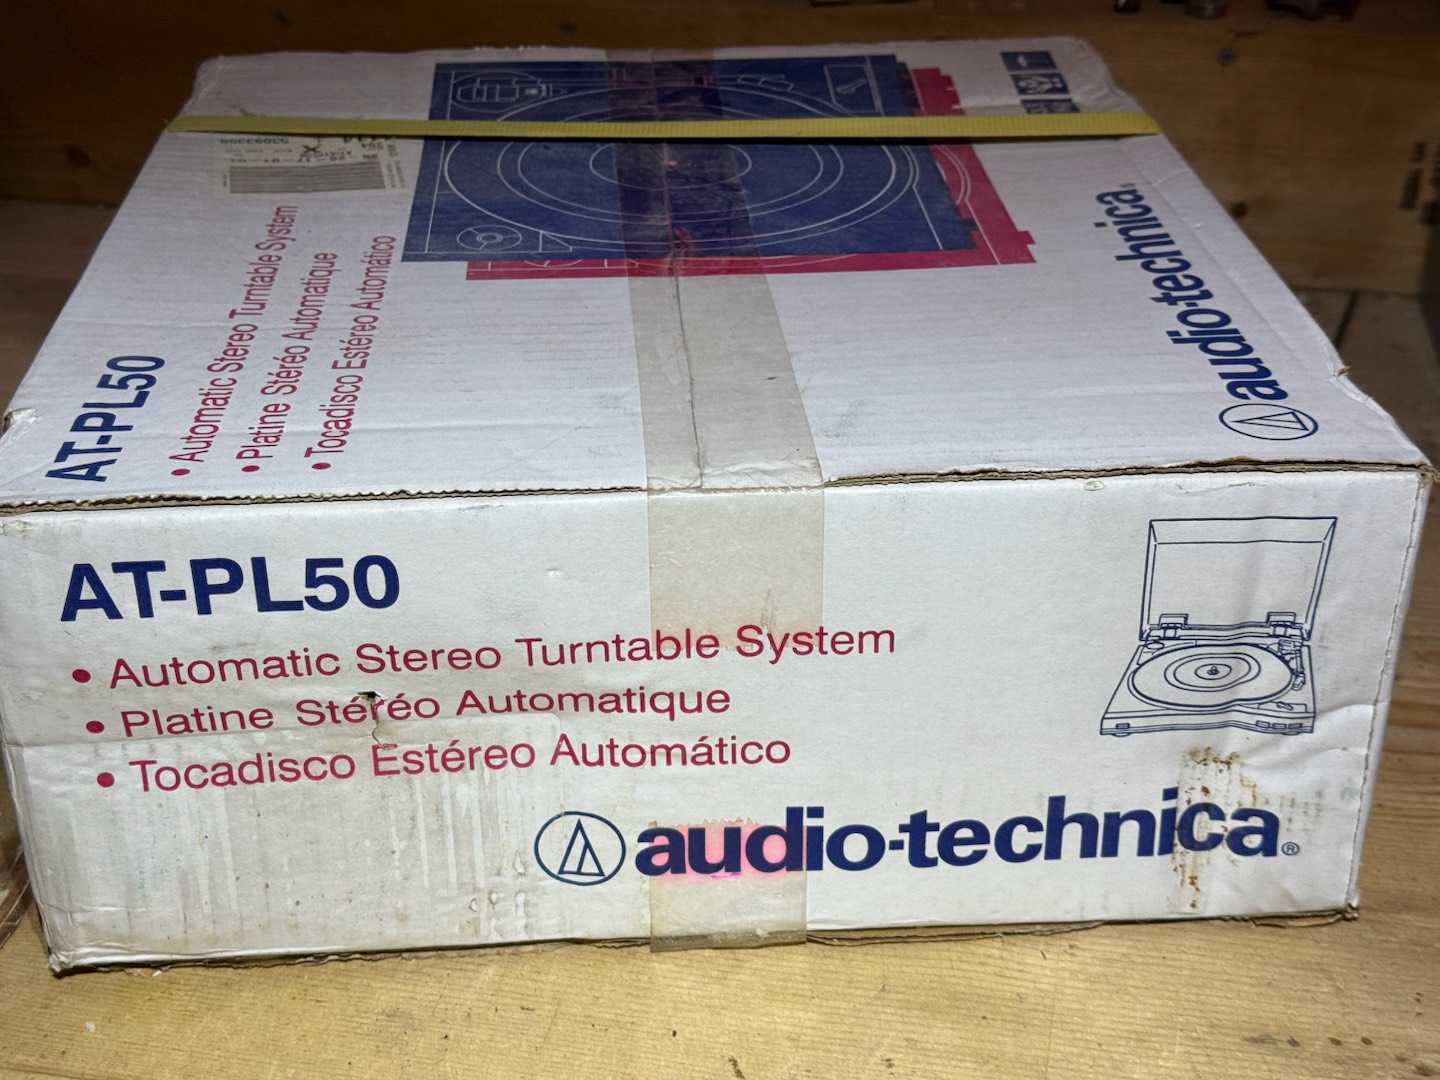 AT-PL50
• Automatic Stereo Turntable System
• Platine Stéréo Automatique
• Tocadisco Estéreo Automático
audio-technica®
AT-PL50
• Automatic Stereo Turntable System
• Platine Stéréo Automatique
• Tocadisco Estéreo Automático
audio-technica®